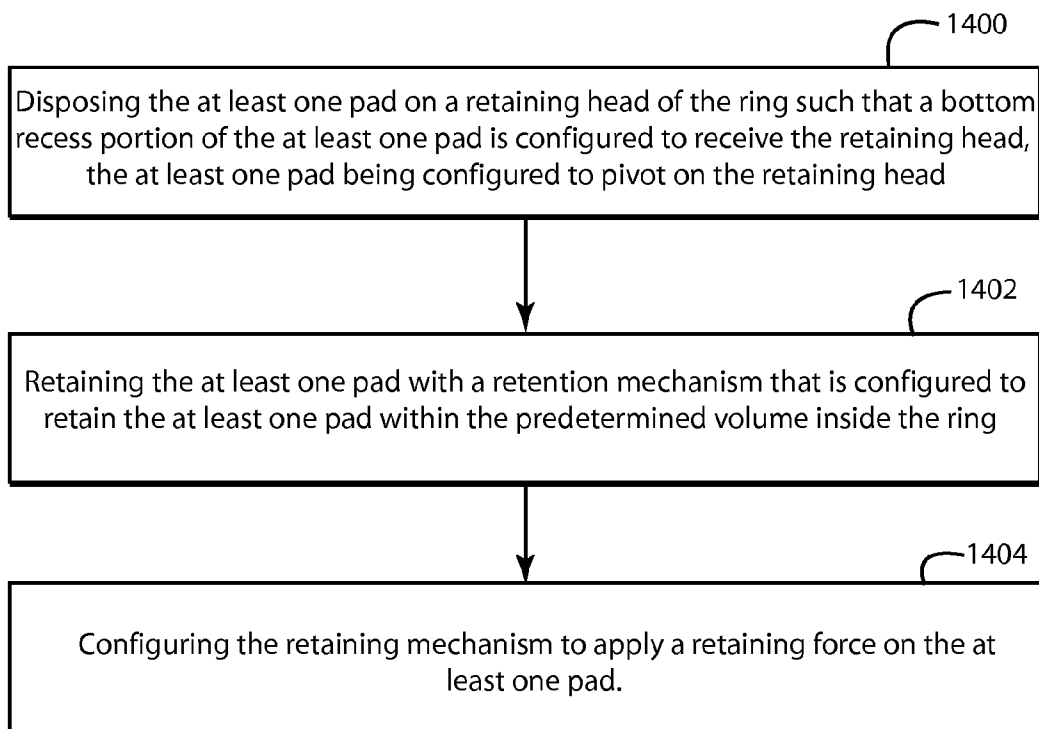 1400
Disposing the at least one pad on a retaining head of the ring such that a bottom
recess portion of the at least one pad is configured to receive the retaining head,
the at least one pad being configured to pivot on the retaining head
1402
Retaining the at least one pad with a retention mechanism that is configured to
retain the at least one pad within the predetermined volume inside the ring
1404
Configuring the retaining mechanism to apply a retaining force on the at
least one pad.